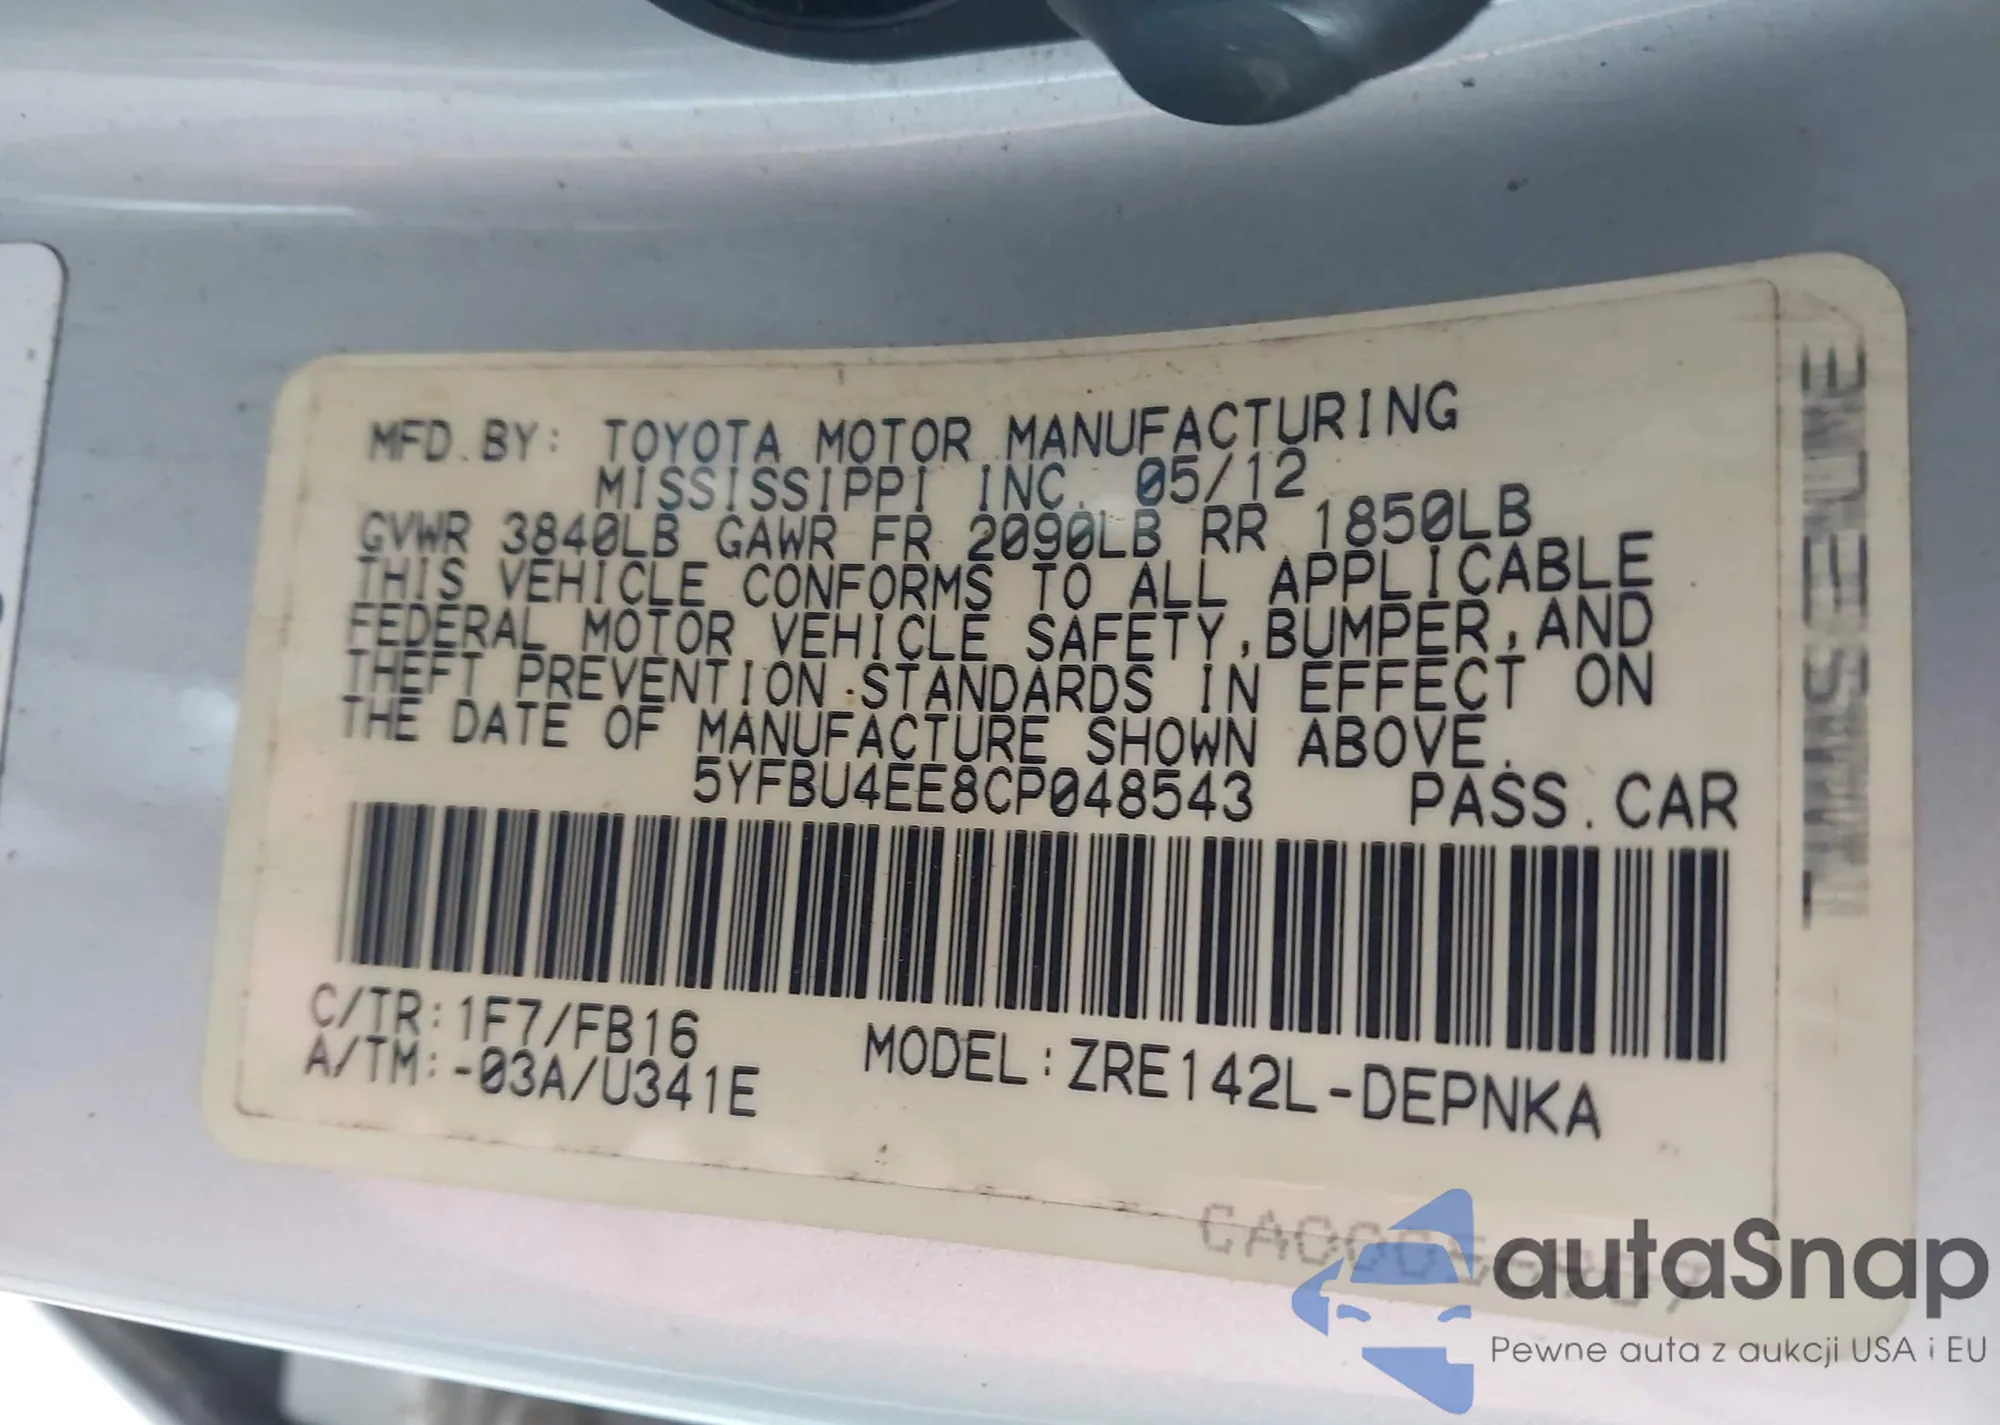 MFD.BY: TOYOTA MOTOR MANUFACTURING
MISSISSIPPI INC. 05/12
GVWR 3840LB GAWR FR 2090LB RR 1850LB
THIS VEHICLE CONFORMS TO ALL APPLICABLE
FEDERAL MOTOR VEHICLE SAFETY,BUMPER,AND
THEFT PREVENTION STANDARDS IN EFFECT ON
THE DATE OF MANUFACTURE SHOWN ABOVE.
5YFBU4EE8CP048543 PASS.CAR
C/TR:1F7/FB16
A/TM:-03A/U341E
MODEL:ZRE142L-DEPNKA
autaSnap
Pewne auta z aukcji USA i EU